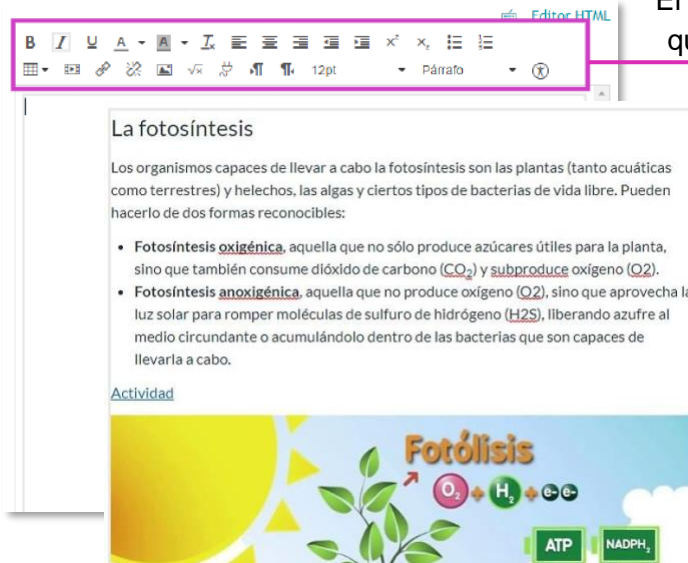 El
qu
Editor HTML
B I U A A T x² x₂
12pt Párrafo
La fotosíntesis
Los organismos capaces de llevar a cabo la fotosíntesis son las plantas (tanto acuáticas
como terrestres) y helechos, las algas y ciertos tipos de bacterias de vida libre. Pueden
hacerlo de dos formas reconocibles:
• Fotosíntesis oxigénica, aquella que no sólo produce azúcares útiles para la planta,
sino que también consume dióxido de carbono (CO₂) y subproduce oxígeno (O2).
• Fotosíntesis anoxigénica, aquella que no produce oxígeno (O2), sino que aprovecha la
luz solar para romper moléculas de sulfuro de hidrógeno (H2S), liberando azufre al
medio circundante o acumulándolo dentro de las bacterias que son capaces de
llevarla a cabo.
Actividad
Fotólisis
O₂ + H₂ + e- e-
ATP NADPH₂